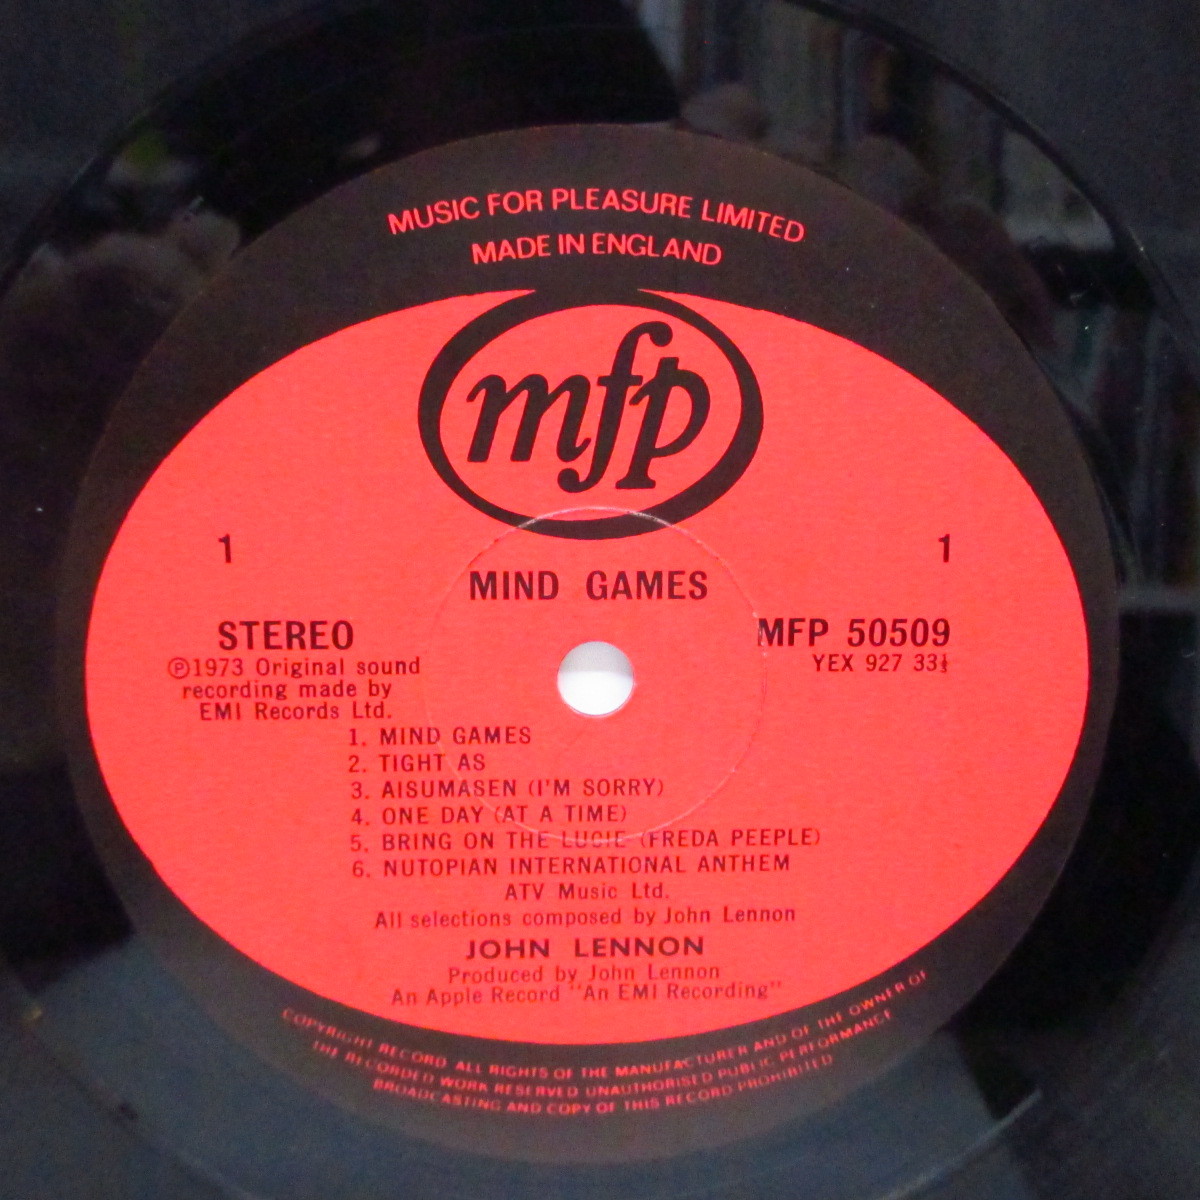 MUSIC FOR PLEASURE LIMITED
MADE IN ENGLAND
mfp
1 1
MIND GAMES
STEREO MFP 50509
℗1973 Original sound YEX 927 33⅓
recording made by
EMI Records Ltd.
1. MIND GAMES
2. TIGHT AS
3. AISUMASEN (I'M SORRY)
4. ONE DAY (AT A TIME)
5. BRING ON THE LUCIE (FREDA PEEPLE)
6. NUTOPIAN INTERNATIONAL ANTHEM
ATV Music Ltd.
All selections composed by John Lennon
JOHN LENNON
Produced by John Lennon
An Apple Record "An EMI Recording"
COPYRIGHT RECORD ALL RIGHTS OF THE MANUFACTURER AND OF THE OWNER OF
THE RECORDED WORK RESERVED UNAUTHORISED PUBLIC PERFORMANCE
BROADCASTING AND COPY OF THIS RECORD PROHIBITED